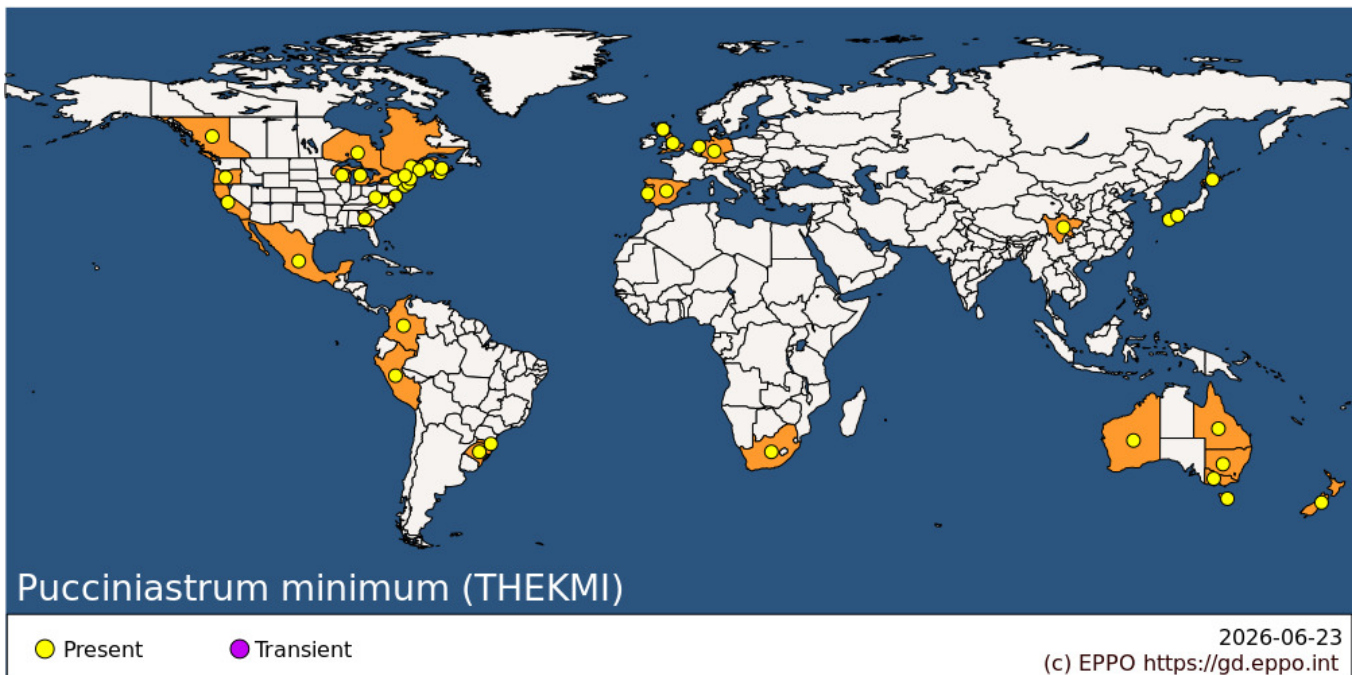 Pucciniastrum minimum (THEKMI)
Present
Transient
2026-06-23
(c) EPPO https://gd.eppo.int